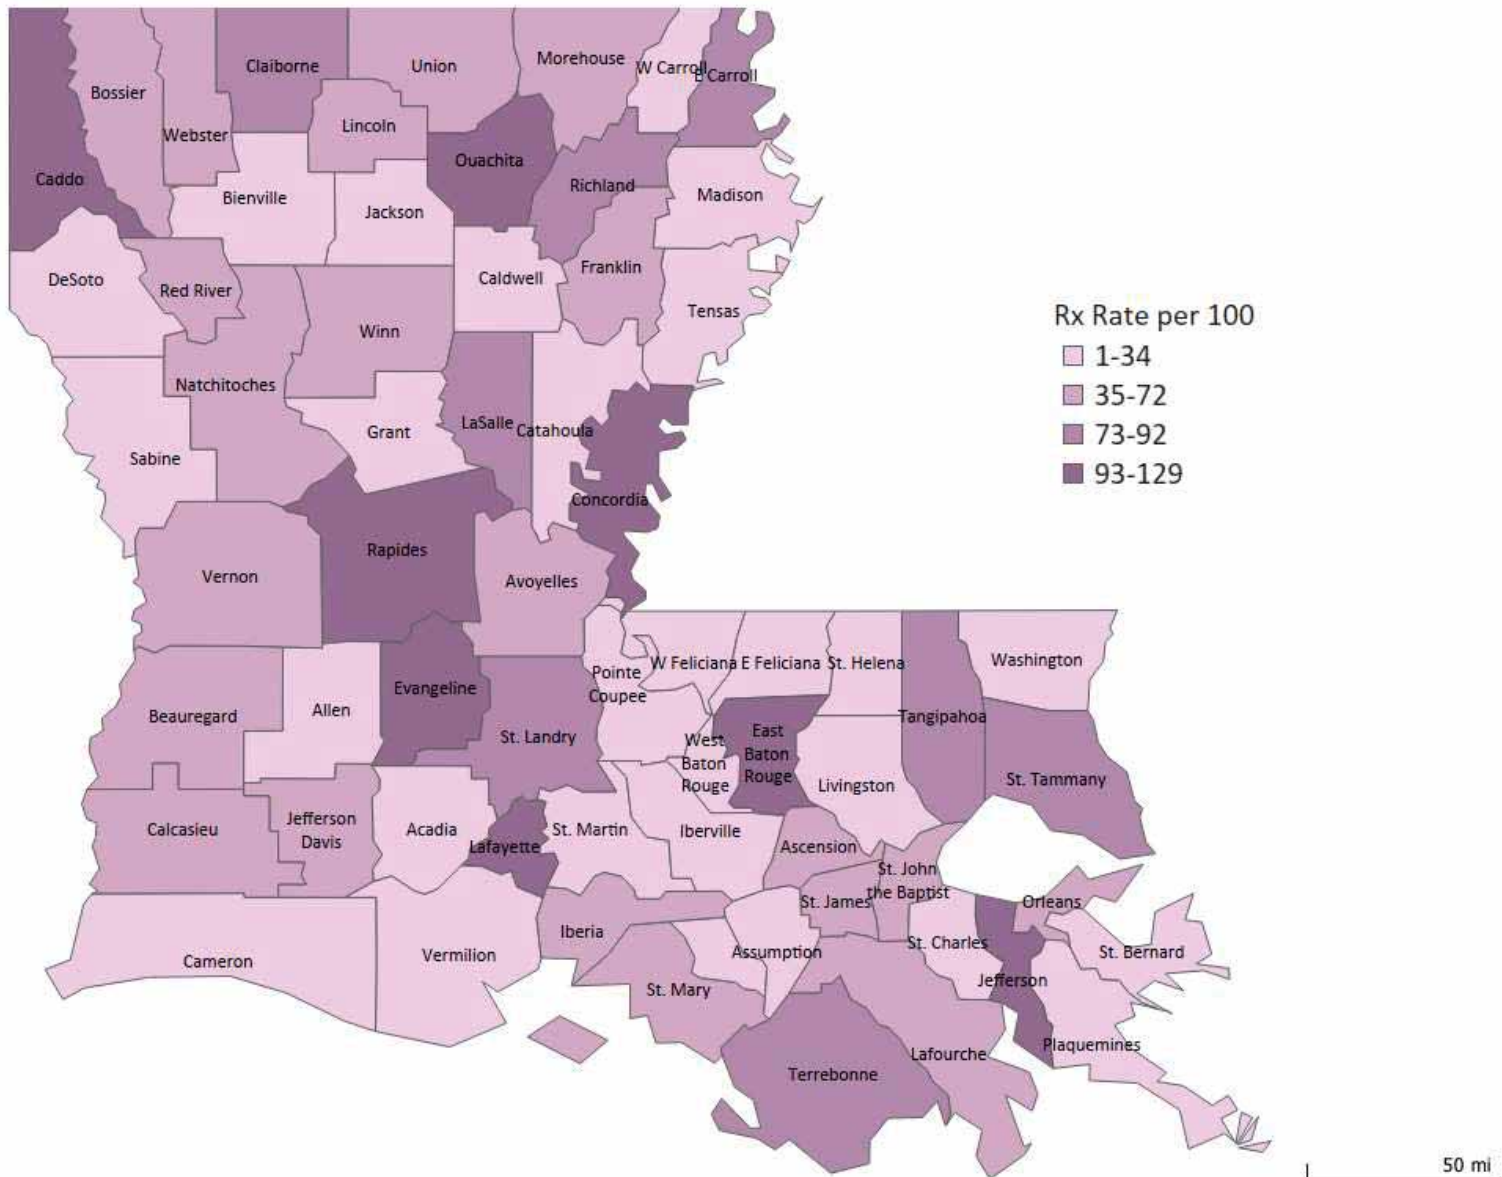 Claiborne
Union
Morehouse
W Carroll
E Carroll
Bossier
Webster
Lincoln
Ouachita
Caddo
Richland
Bienville
Jackson
Madison
DeSoto
Red River
Caldwell
Franklin
Winn
Tensas
Rx Rate per 100
1-34
35-72
73-92
93-129
Natchitoches
Grant
LaSalle
Catahoula
Sabine
Concordia
Rapides
Vernon
Avoyelles
W Feliciana
E Feliciana
St. Helena
Washington
Pointe
Coupee
Evangeline
Beauregard
Allen
St. Landry
Tangipahoa
West
Baton
Rouge
East
Baton
Rouge
Livingston
St. Tammany
Calcasieu
Jefferson
Davis
Acadia
Lafayette
St. Martin
Iberville
Ascension
St. John
the Baptist
St. James
Orleans
Iberia
Assumption
St. Charles
St. Bernard
Cameron
Vermilion
St. Mary
Jefferson
Plaquemines
Lafourche
Terrebonne
50 mi